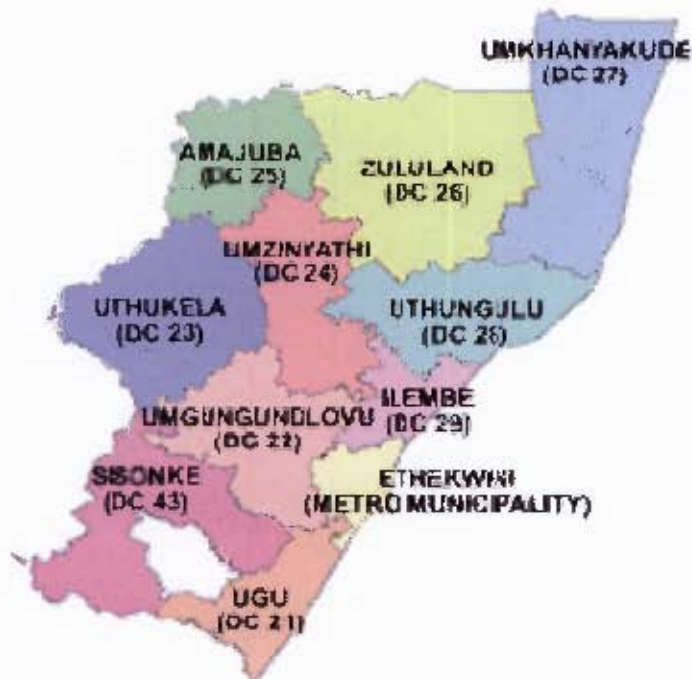 UMKHANYAKUDE
(DC 27)
AMAJUBA
(DC 25)
ZULULAND
(DC 26)
UMZINYATHI
(DC 24)
UTHUKELA
(DC 23)
UTHUNGULU
(DC 28)
ILEMBE
(DC 29)
UMGUNGUNDLOVU
(DC 22)
SISONKE
(DC 43)
ETHEKWINI
(METRO MUNICIPALITY)
UGU
(DC 21)